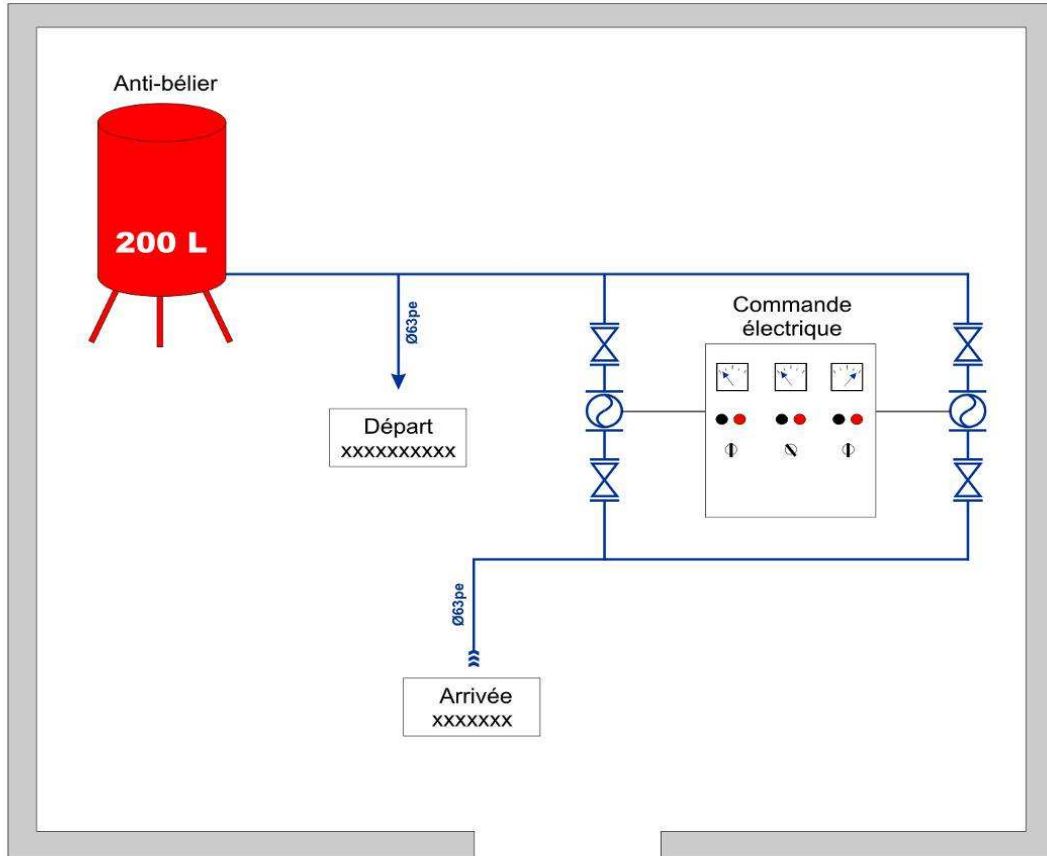 Anti-bélier
200 L
Ø63pe
Commande
électrique
Départ
xxxxxxxxxx
Ø63pe
Arrivée
xxxxxxx